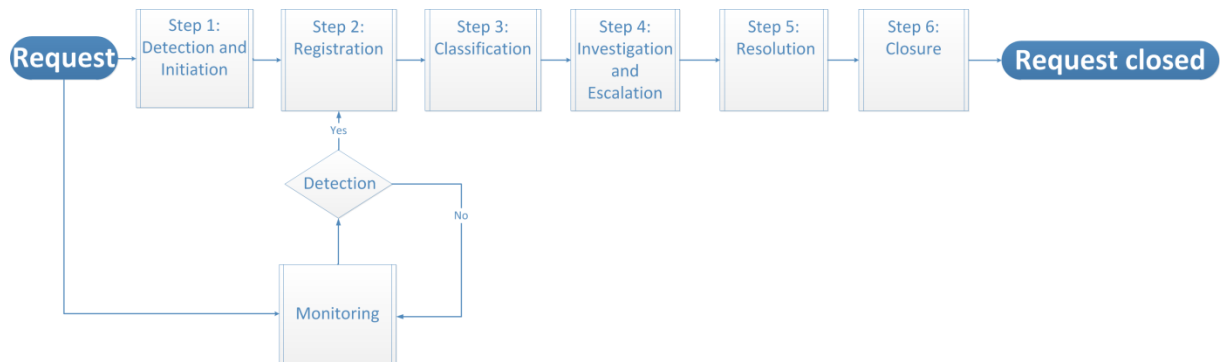 Request
Step 1:
Detection and
Initiation
Step 2:
Registration
Step 3:
Classification
Step 4:
Investigation
and
Escalation
Step 5:
Resolution
Step 6:
Closure
Request closed
Yes
Detection
No
Monitoring